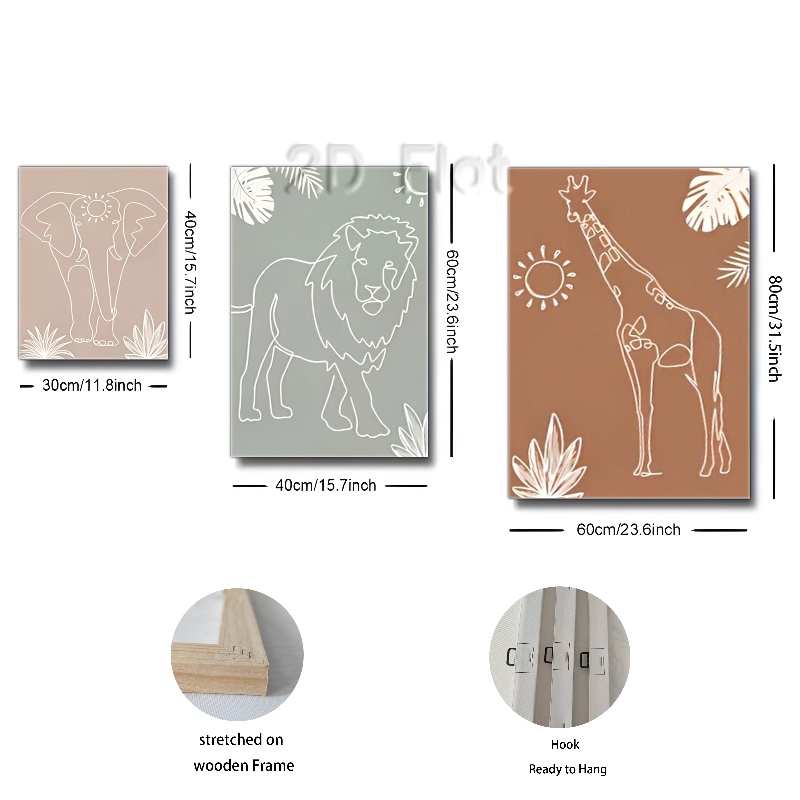 2D Flat
40cm/15.7inch
30cm/11.8inch
60cm/23.6inch
40cm/15.7inch
80cm/31.5inch
60cm/23.6inch
stretched on
wooden Frame
Hook
Ready to Hang